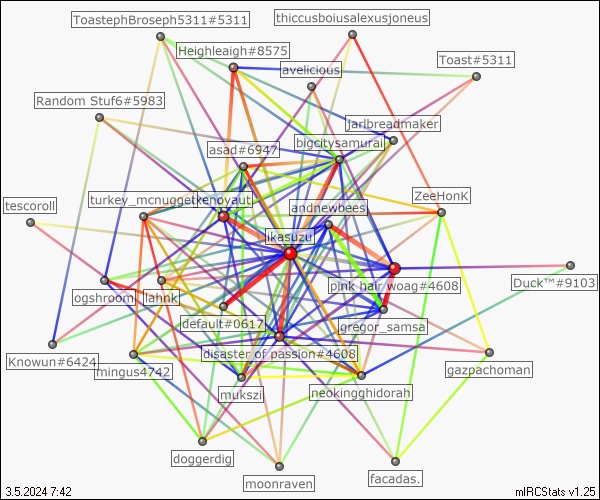 ToastephBroseph5311#5311
thiccusboiusalexusjoneus
Heighleaigh#8575
Toast#5311
avelicious
Random Stuf6#5983
jarlbreadmaker
bigcitysamurai
asad#6947
turkey_mcnuggetkenoyaut
ZeeHonK
tescoroll
andnewbees
ikasuzu
pink hair woag#4608
Duck™#9103
ogshroom
lahnki
default#0617
gregor_samsa
disaster of passion#4608
Knowun#6424
mingus4742
gazpachoman
mukszi
neokingghidorah
doggerdig
moonraven
facadas.
3.5.2024 7:42
mIRCStats v1.25